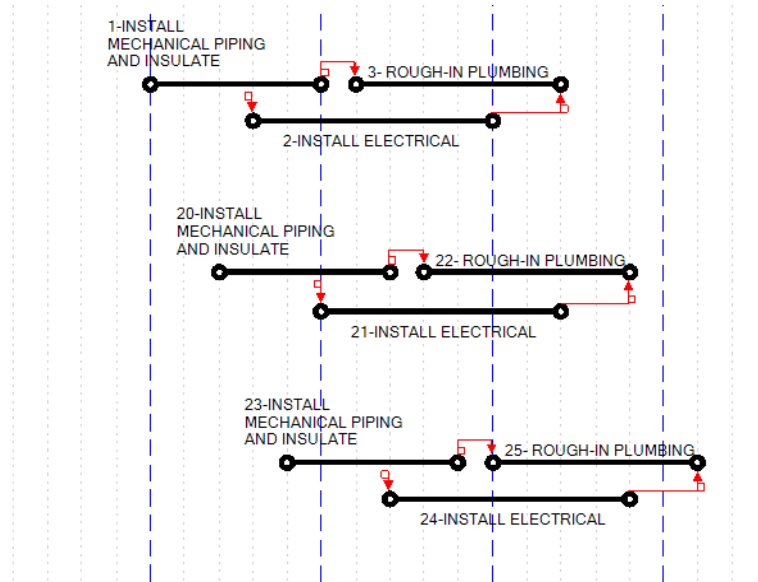 1-INSTALL
MECHANICAL PIPING
AND INSULATE
3- ROUGH-IN PLUMBING
2-INSTALL ELECTRICAL
20-INSTALL
MECHANICAL PIPING
AND INSULATE
22- ROUGH-IN PLUMBING
21-INSTALL ELECTRICAL
23-INSTALL
MECHANICAL PIPING
AND INSULATE
25- ROUGH-IN PLUMBING
24-INSTALL ELECTRICAL